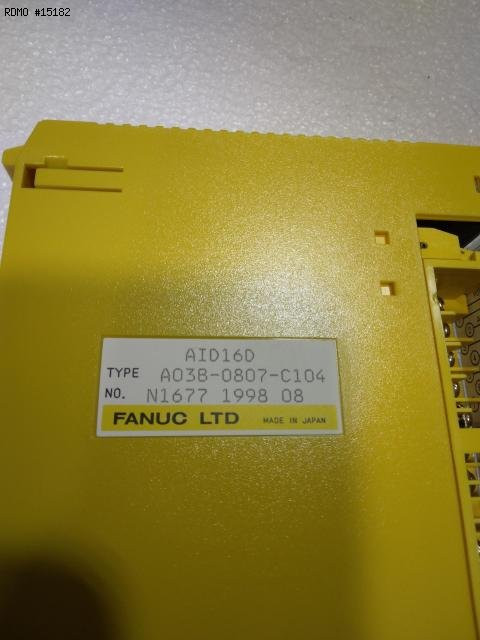 RDMO #15182
AID16D
TYPE A03B-0807-C104
NO. N1677 1998 08
FANUC LTD MADE IN JAPAN